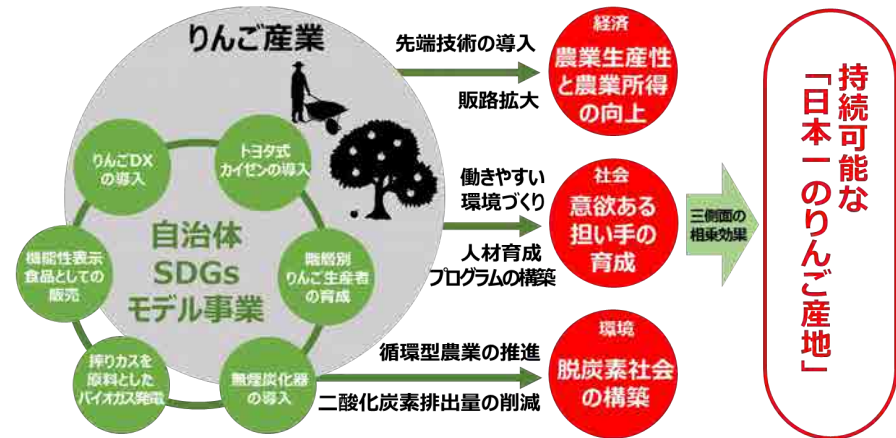 りんご産業
りんごDX
の導入
トヨタ式
カイゼンの導入
機能性表示
食品としての
販売
自治体
SDGs
モデル事業
階層別
りんご生産者
の育成
搾りカスを
原料とした
バイオガス発電
無煙炭化器
の導入
先端技術の導入
販路拡大
経済
農業生産性
と農業所得
の向上
働きやすい
環境づくり
人材育成
プログラムの構築
社会
意欲ある
担い手の
育成
循環型農業の推進
二酸化炭素排出量の削減
環境
脱炭素社会
の構築
三側面の
相乗効果
持続可能な
「日本一のりんご産地」